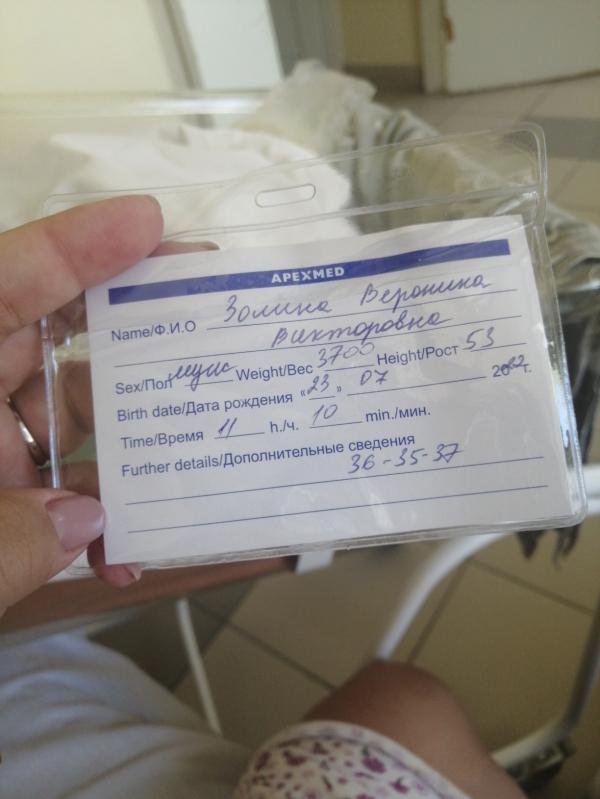 APEXMED
Name/Ф.И.О Золина Вероника
Викторовна
Sex/Пол муж Weight/Вес 3700 Height/Рост 53
Birth date/Дата рождения «23» 07 2022г.
Time/Время 11 h./ч. 10 min./мин.
Further details/Дополнительные сведения
36-35-37